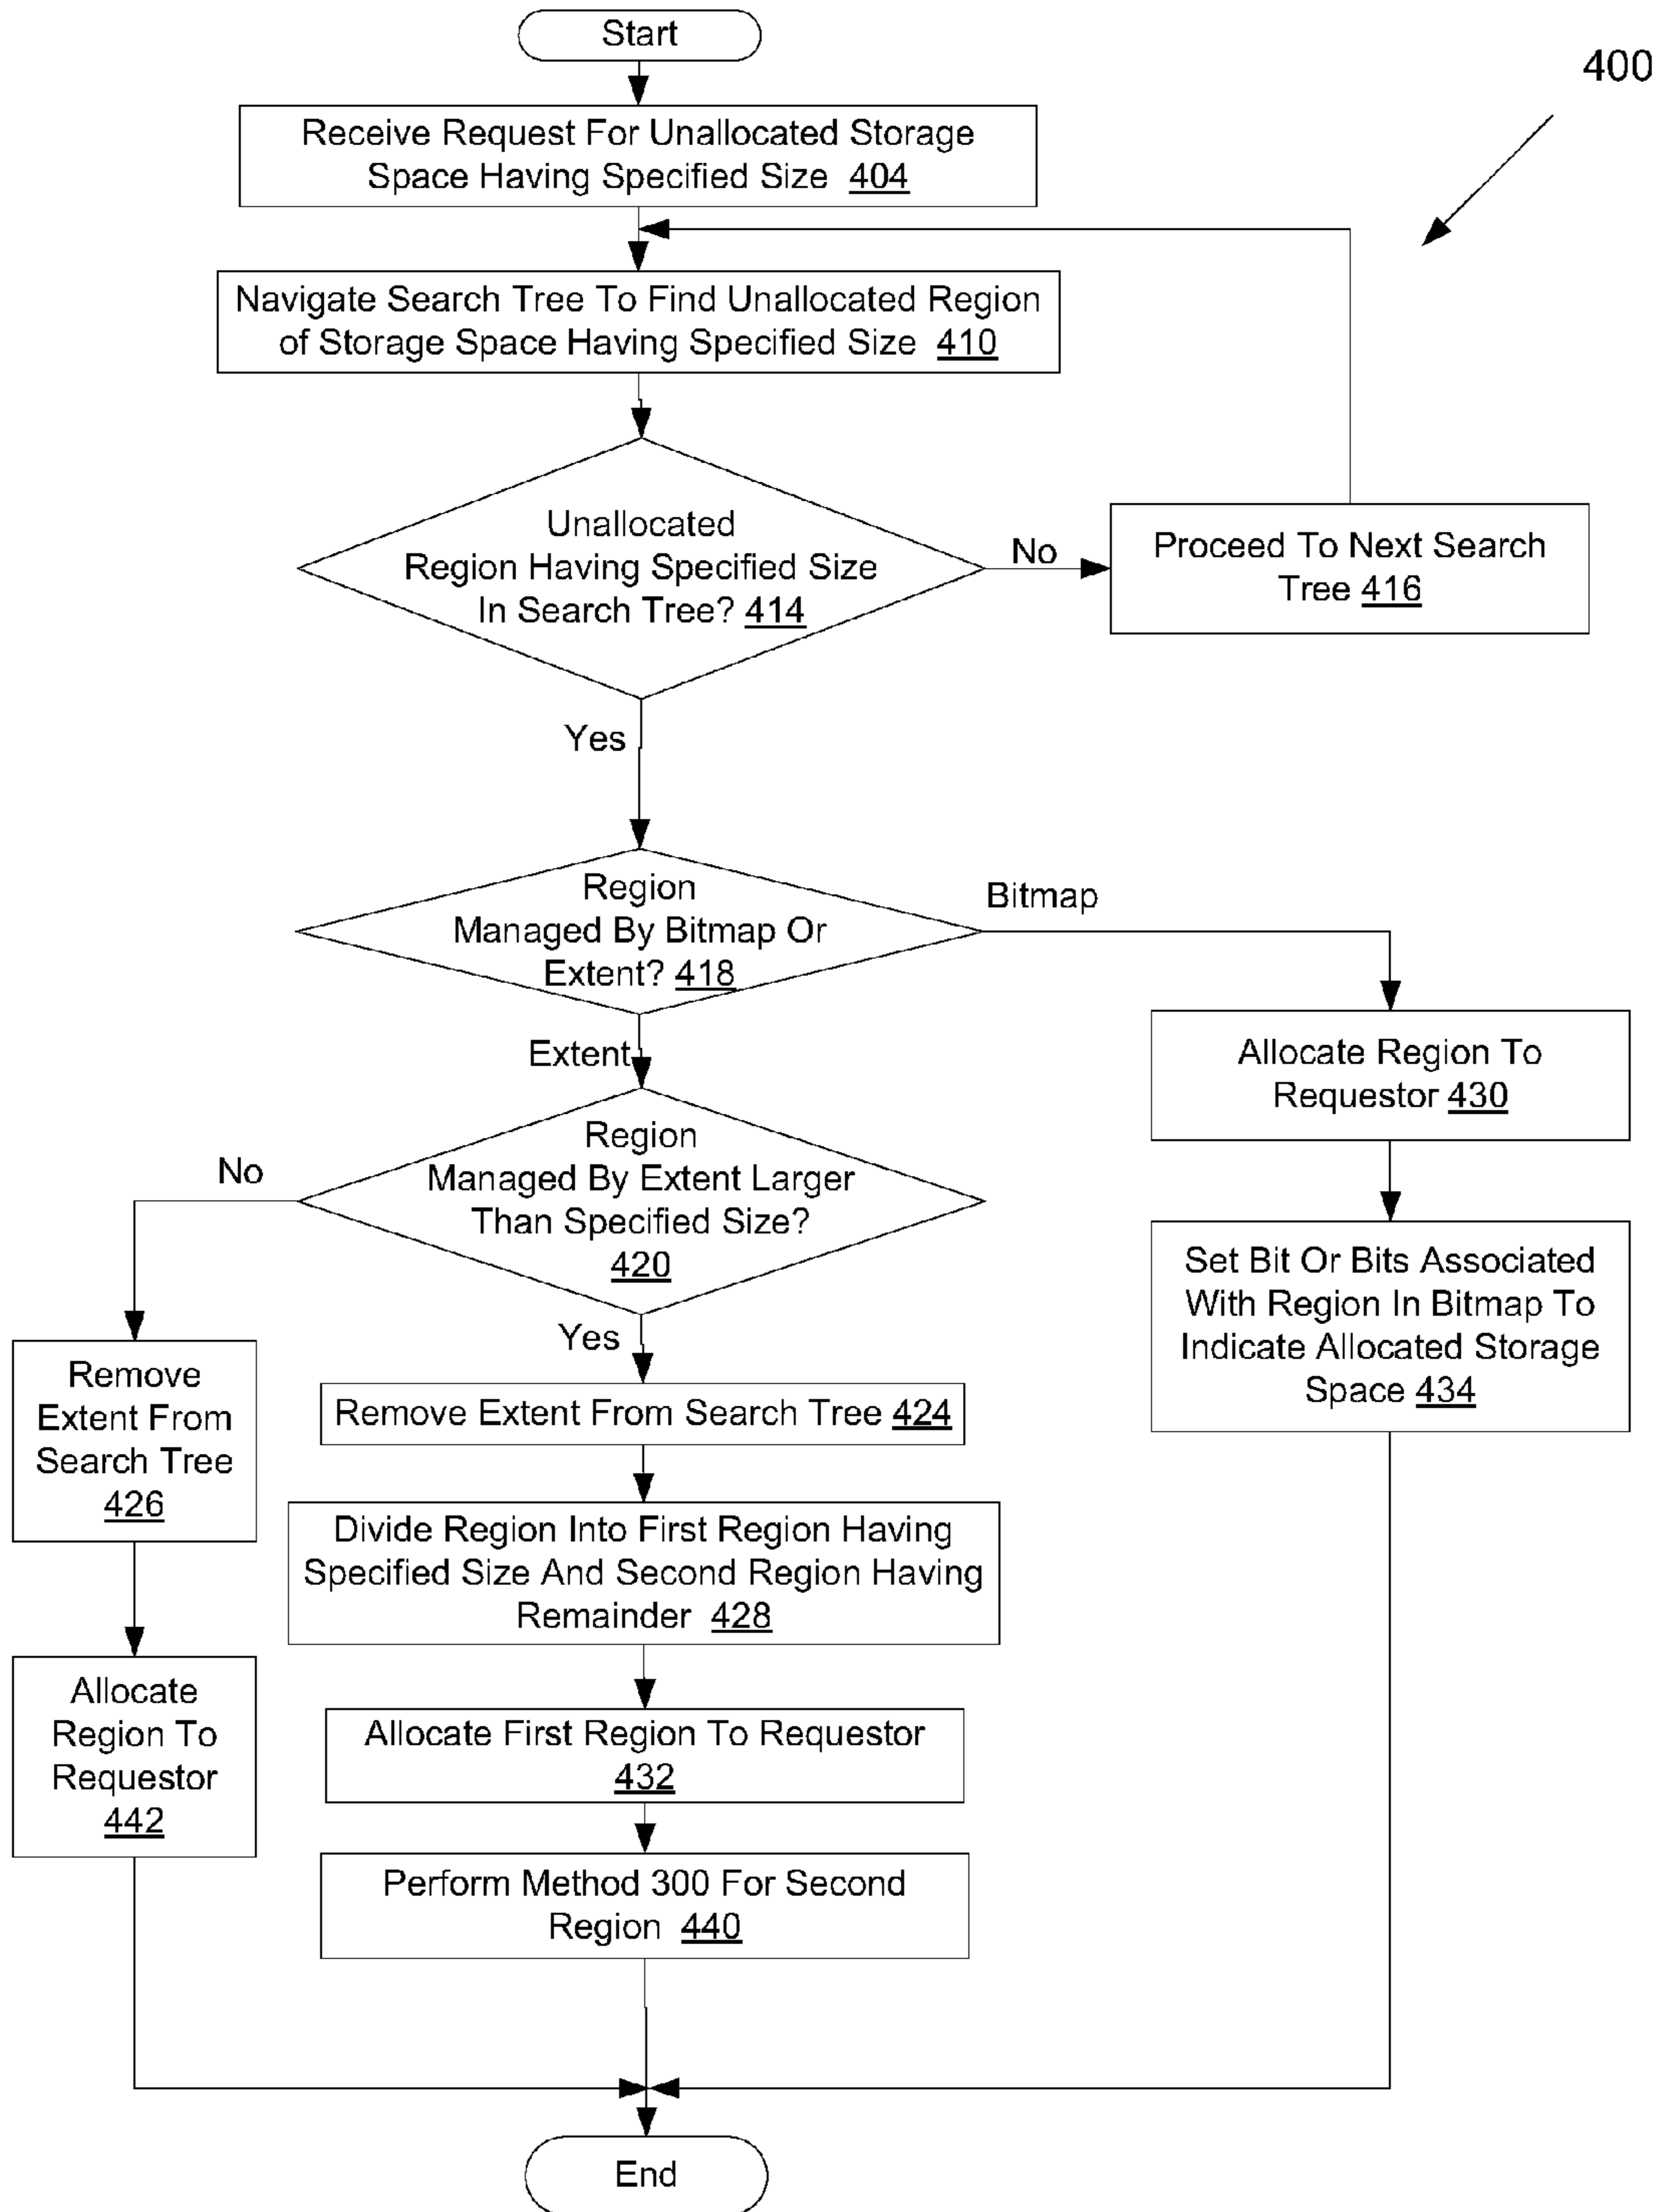 Start
400
Receive Request For Unallocated Storage
Space Having Specified Size 404
Navigate Search Tree To Find Unallocated Region
of Storage Space Having Specified Size 410
Unallocated
Region Having Specified Size
In Search Tree? 414
No
Proceed To Next Search
Tree 416
Yes
Region
Managed By Bitmap Or
Extent? 418
Bitmap
Extent
Allocate Region To
Requestor 430
Region
Managed By Extent Larger
Than Specified Size?
420
No
Yes
Set Bit Or Bits Associated
With Region In Bitmap To
Indicate Allocated Storage
Space 434
Remove
Extent From
Search Tree
426
Remove Extent From Search Tree 424
Divide Region Into First Region Having
Specified Size And Second Region Having
Remainder 428
Allocate
Region To
Requestor
442
Allocate First Region To Requestor
432
Perform Method 300 For Second
Region 440
End